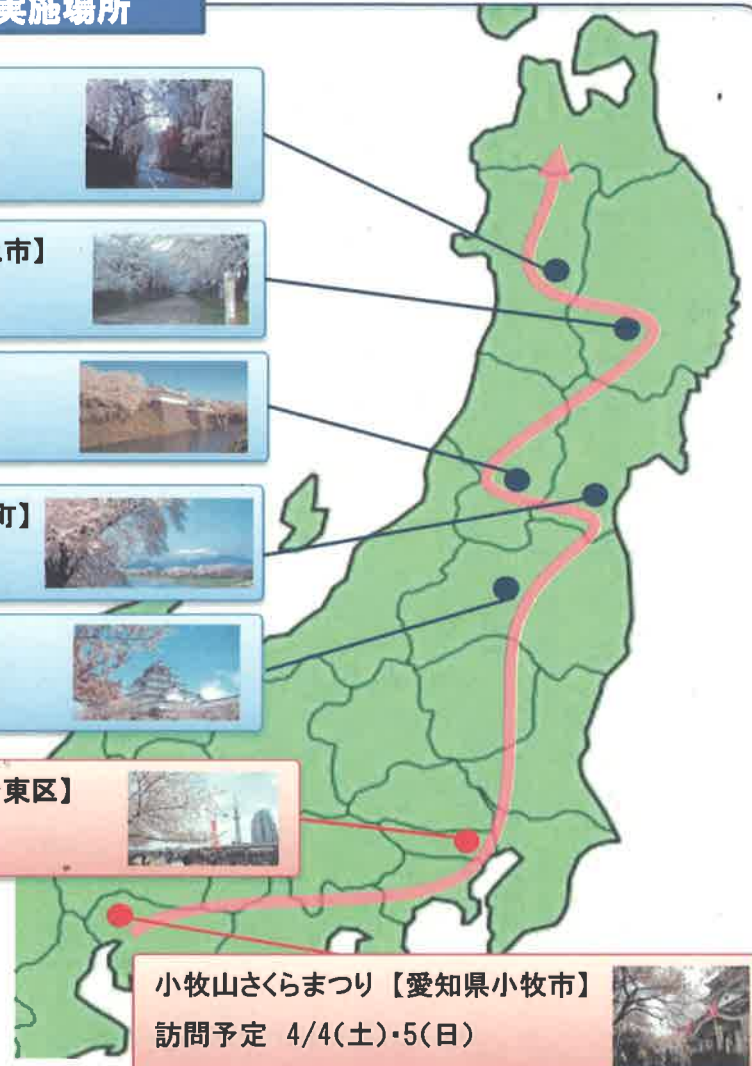 実施場所
市】
町】
東区】
小牧山さくらまつり 【愛知県小牧市】
訪問予定 4/4(土)・5(日)